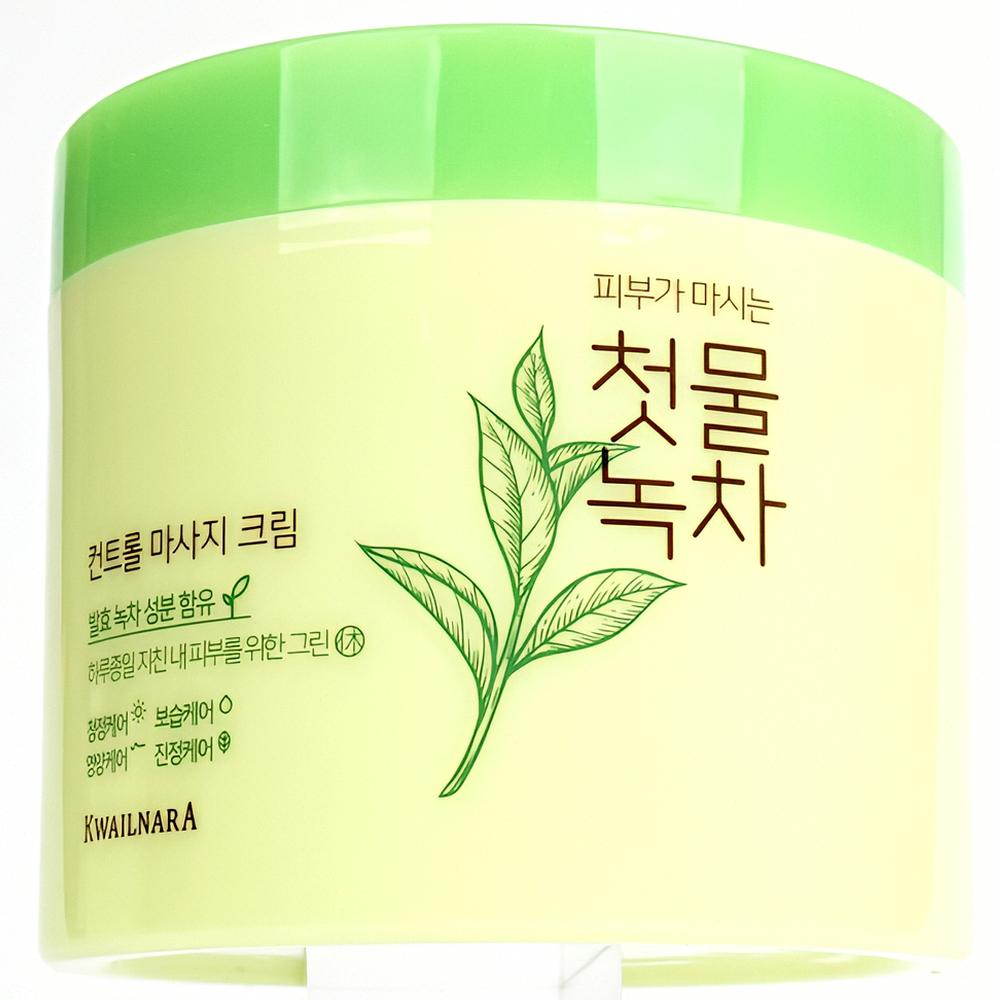 피부가 마시는
첫물
녹차
컨트롤 마사지 크림
발효 녹차 성분 함유
하루종일 지친 내 피부를 위한 그린 休
청정케어 보습케어
영양케어 진정케어
KWAILNARA